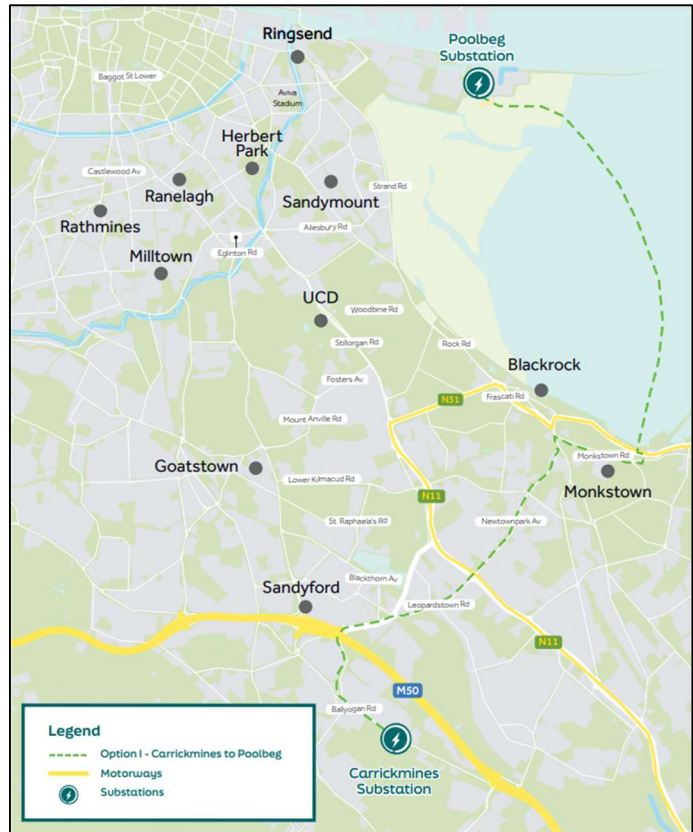 Ringsend
Poolbeg
Substation
Baggot St Lower
Aviva
Stadium
Herbert
Park
Castlewood Av
Ranelagh
Sandymount
Strand Rd
Rathmines
Ailesbury Rd
Eglinton Rd
Milltown
UCD
Woodbine Rd
Stillorgan Rd
Rock Rd
Blackrock
Fosters Av
N31
Frascati Rd
Mount Anville Rd
Monkstown Rd
Goatstown
Lower Kilmacud Rd
Monkstown
N11
St. Raphaela's Rd
Newtownpark Av
Blackthorn Av
Sandyford
Leopardstown Rd
N11
M50
Ballyogan Rd
Carrickmines
Substation
Legend
Option I - Carrickmines to Poolbeg
Motorways
Substations